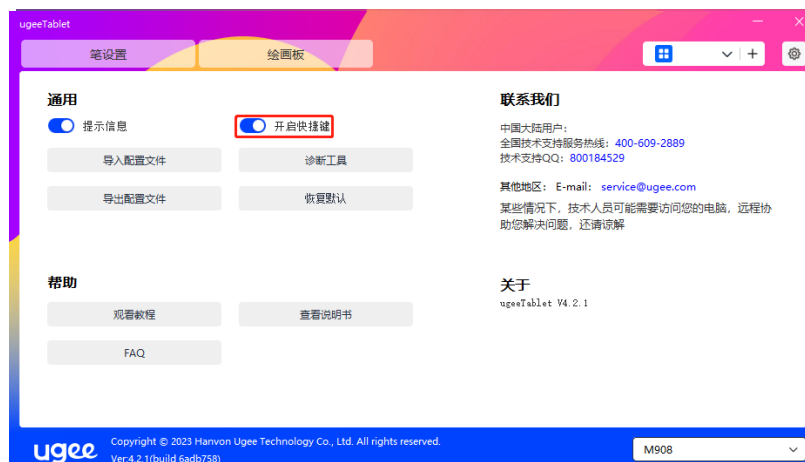 ugeeTablet
笔设置
绘画板
通用
提示信息
开启快捷键
导入配置文件
诊断工具
导出配置文件
恢复默认
联系我们
中国大陆用户：
全国技术支持服务热线：400-609-2889
技术支持QQ：800184529
其他地区： E-mail： service@ugee.com
某些情况下，技术人员可能需要访问您的电脑，远程协
助您解决问题，还请谅解
帮助
观看教程
查看说明书
FAQ
关于
ugeeTablet V4.2.1
ugee
Copyright © 2023 Hanvon Ugee Technology Co., Ltd. All rights reserved.
Ver:4.2.1(build 6adb758)
M908